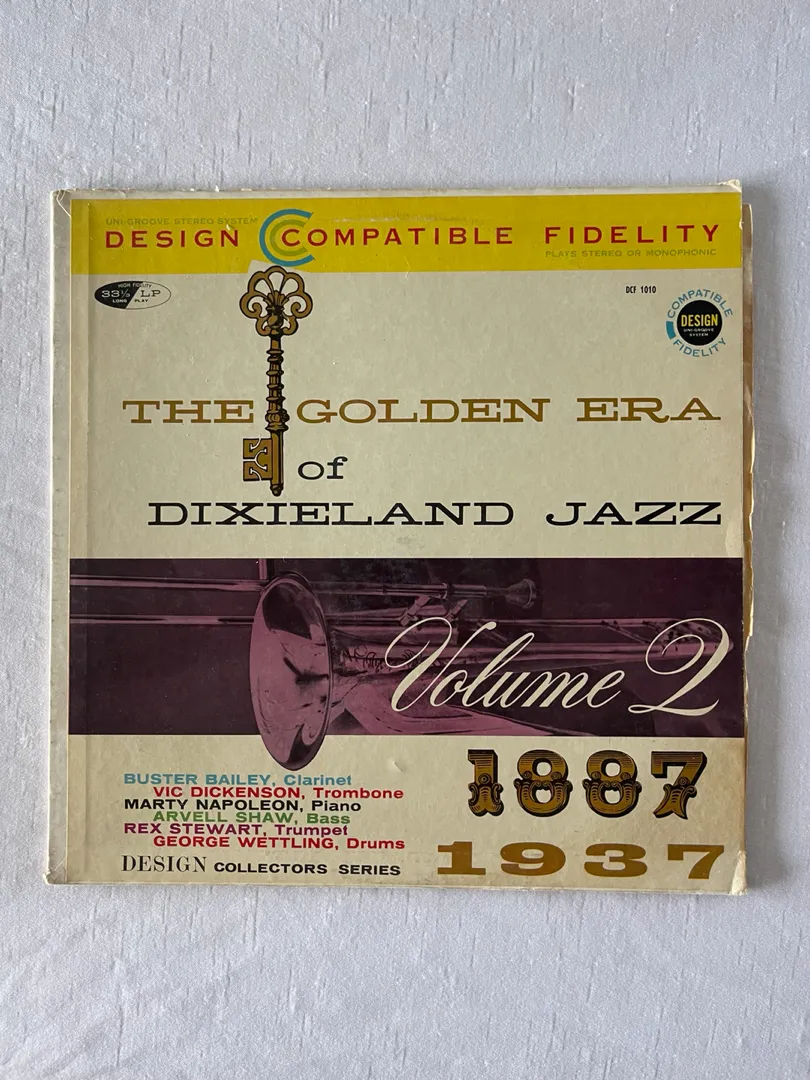 UNI-GROOVE STEREO SYSTEM
DESIGN COMPATIBLE FIDELITY
PLAYS STEREO OR MONOPHONIC
HIGH FIDELITY
33⅓ LP
LONG PLAY
DCF 1010
COMPATIBLE
DESIGN
UNI-GROOVE
SYSTEM
FIDELITY
THE GOLDEN ERA
of
DIXIELAND JAZZ
Volume 2
1887
1937
BUSTER BAILEY, Clarinet
VIC DICKENSON, Trombone
MARTY NAPOLEON, Piano
ARVELL SHAW, Bass
REX STEWART, Trumpet
GEORGE WETTLING, Drums
DESIGN COLLECTORS SERIES